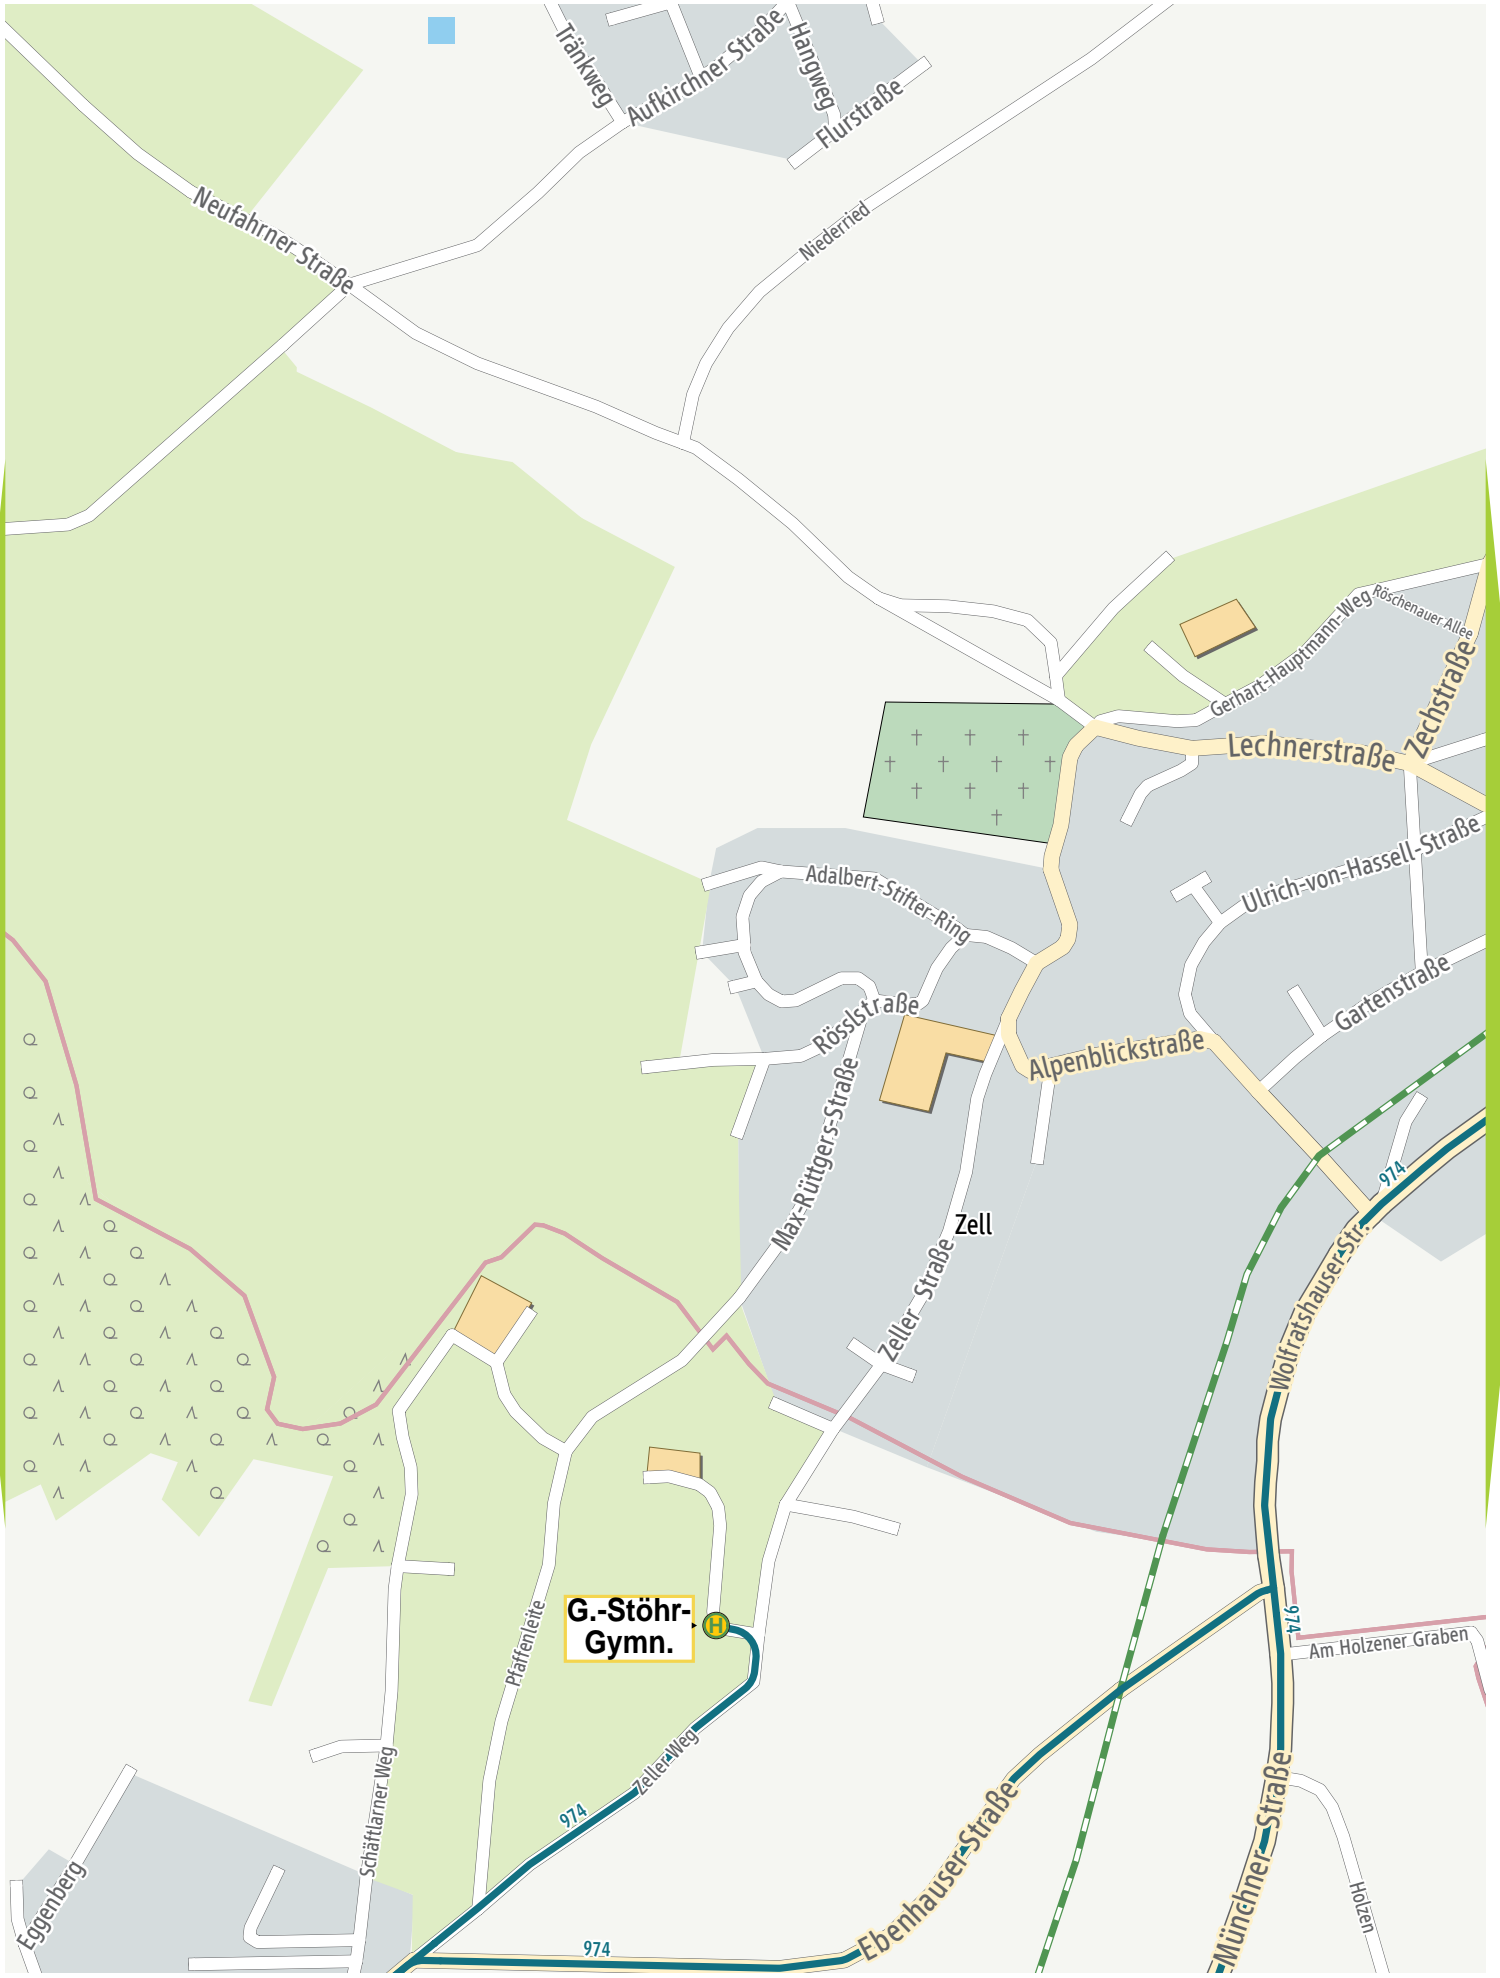 Tränkweg
Aufkirchner Straße
Hangweg
Flurstraße
Neufahrner Straße
Niederried
Röschenauer Allee
Gerhart-Hauptmann-Weg
Zechstraße
Lechnerstraße
Ulrich-von-Hassell-Straße
Adalbert-Stifter-Ring
Gartenstraße
Rösslstraße
Alpenblickstraße
Max-Rüttgers-Straße
974
Zell
Zeller Straße
Wolfratshauser Str.
G.-Stöhr-
Gymn.
H
974
Am Holzener Graben
Pfaffenleite
Zeller Weg
974
Schäftlarner Weg
Ebenhauser Straße
Münchner Straße
Holzen
Eggenberg
974